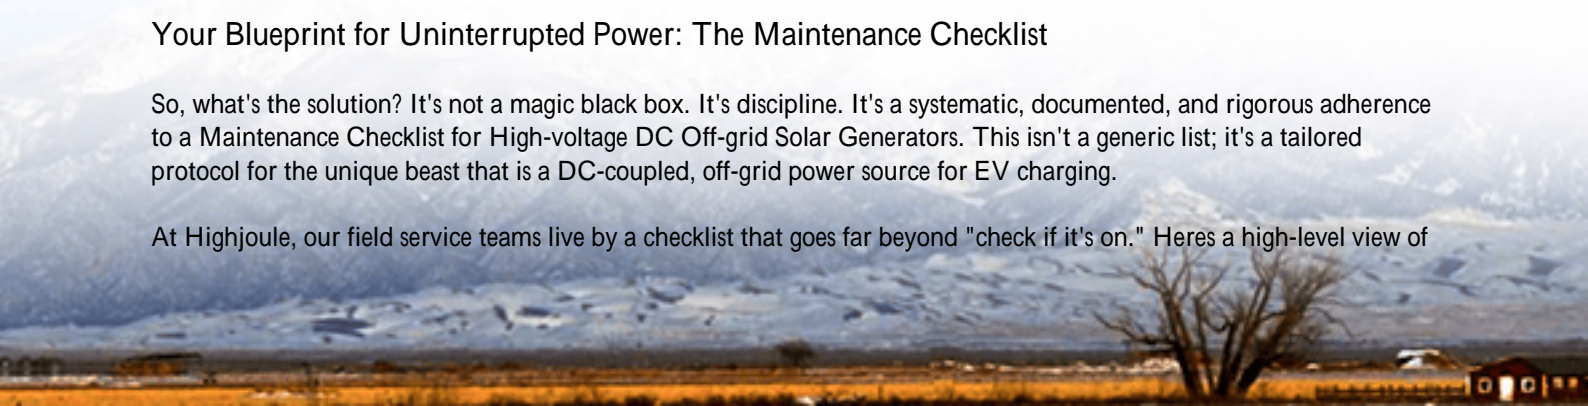 Your Blueprint for Uninterrupted Power: The Maintenance Checklist
So, what's the solution? It's not a magic black box. It's discipline. It's a systematic, documented, and rigorous adherence
to a Maintenance Checklist for High-voltage DC Off-grid Solar Generators. This isn't a generic list; it's a tailored
protocol for the unique beast that is a DC-coupled, off-grid power source for EV charging.
At Highjoule, our field service teams live by a checklist that goes far beyond "check if it's on." Heres a high-level view of